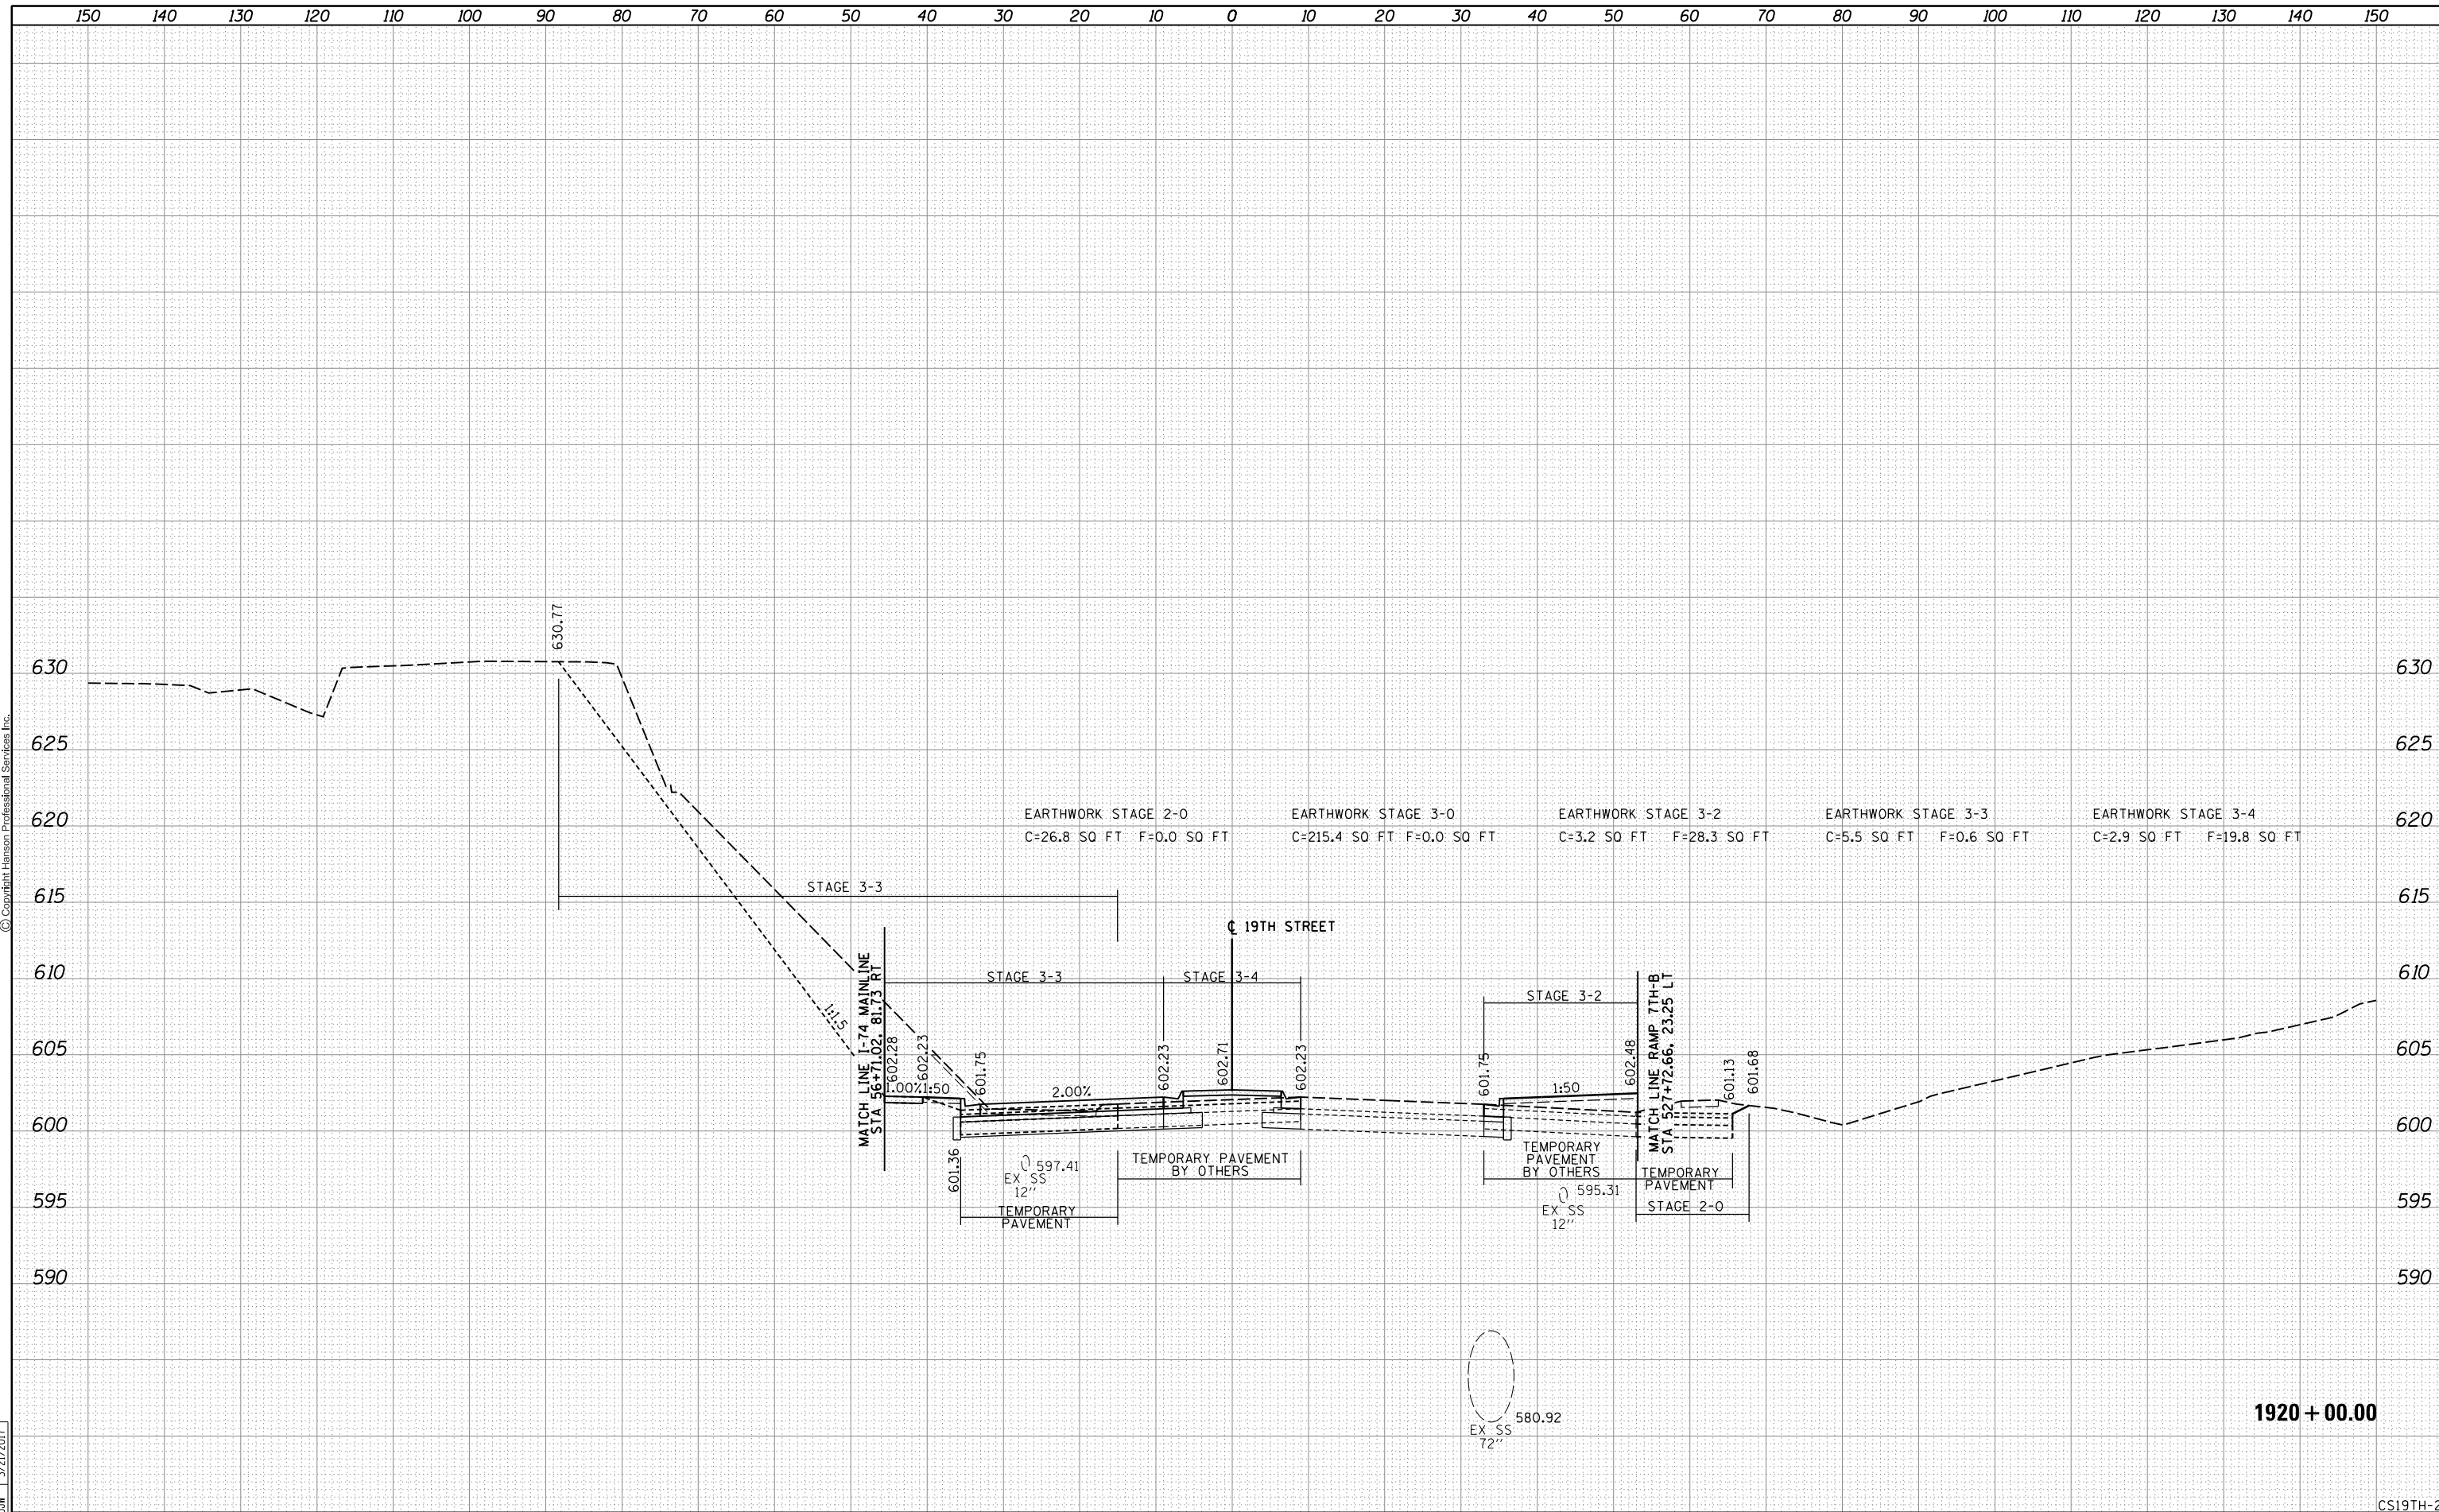 150 140 130 120 110 100 90 80 70 60 50 40 30 20 10 0 10 20 30 40 50 60 70 80 90 100 110 120 130 140 150
630.77
630 630
625 625
EARTHWORK STAGE 2-0 EARTHWORK STAGE 3-0 EARTHWORK STAGE 3-2 EARTHWORK STAGE 3-3 EARTHWORK STAGE 3-4
620 620
C=26.8 SQ FT F=0.0 SQ FT C=215.4 SQ FT F=0.0 SQ FT C=3.2 SQ FT F=28.3 SQ FT C=5.5 SQ FT F=0.6 SQ FT C=2.9 SQ FT F=19.8 SQ FT
STAGE 3-3
615 615
℄ 19TH STREET
610 610
STAGE 3-3 STAGE 3-4
STAGE 3-2
MATCH LINE I-74 MAINLINE
STA 56+71.02, 81.73 RT
MATCH LINE RAMP 7TH-B
STA 527+72.66, 23.25 LT
1:1.5
605 605
602.28
602.23
601.75
602.23
602.71
602.23
601.75
602.48
601.13
601.68
1.00% 1:50 2.00% 1:50
600 600
601.36
597.41
EX SS
12''
TEMPORARY PAVEMENT
BY OTHERS
TEMPORARY
PAVEMENT
BY OTHERS
TEMPORARY
PAVEMENT
595.31
EX SS
12''
595 595
STAGE 2-0
TEMPORARY
PAVEMENT
590 590
580.92
EX SS
72''
1920+00.00
© Copyright Hanson Professional Services Inc.
CS19TH-2